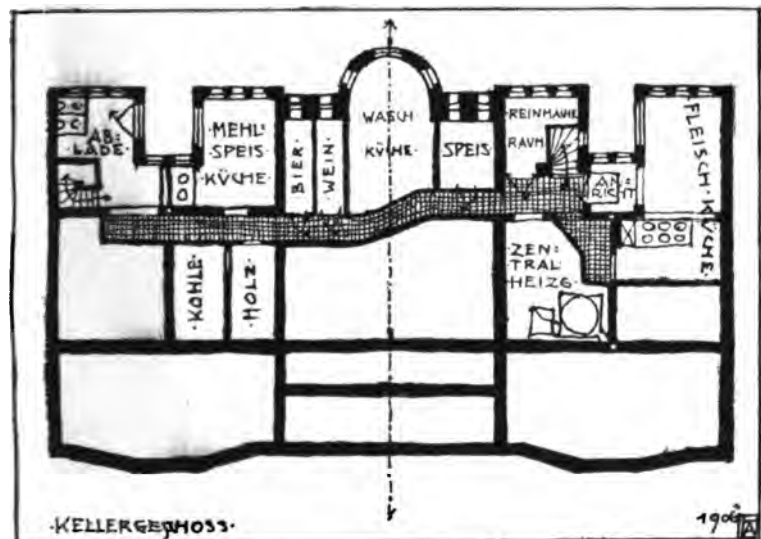 AB:
LADE·
·MEHL:
SPEIS
KÜCHE·
BIER·
WEIN·
WASCH
KÜCHE·
SPEIS
RAUM
AN:
RICHT
FLEISCH·KÜCHE·
KOHLE·
HOLZ·
·ZEN:
TRAL·
HEIZG·
·KELLERGESCHOSS·